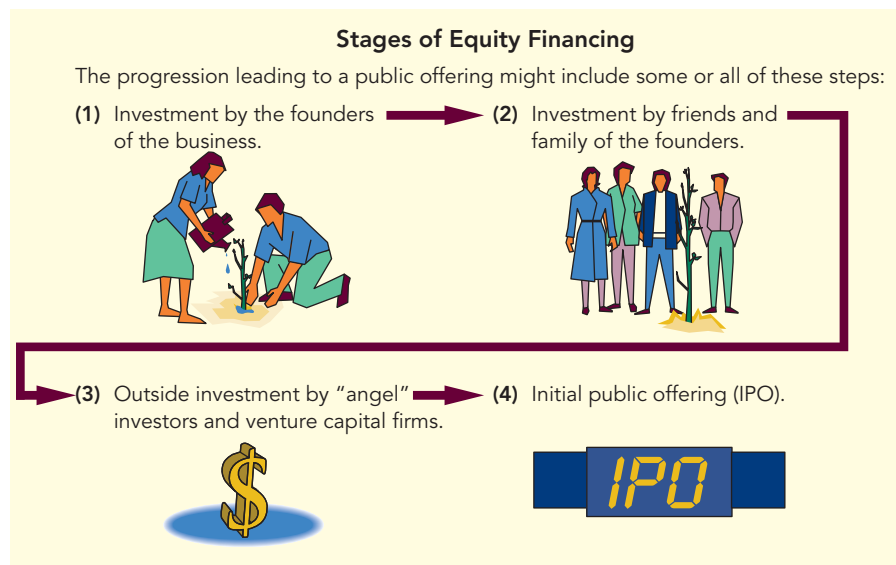 Stages of Equity Financing
The progression leading to a public offering might include some or all of these steps:
(1) Investment by the founders
of the business.
(2) Investment by friends and
family of the founders.
(3) Outside investment by “angel”
investors and venture capital firms.
(4) Initial public offering (IPO).
$
IPO